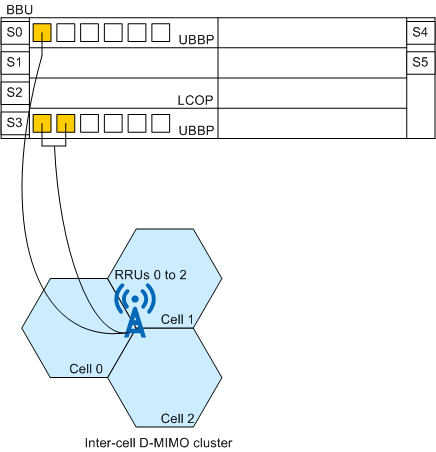 BBU
S0
UBBP
S4
S1
S5
S2
LCOP
S3
UBBP
RRUs 0 to 2
Cell 1
Cell 0
Cell 2
Inter-cell D-MIMO cluster